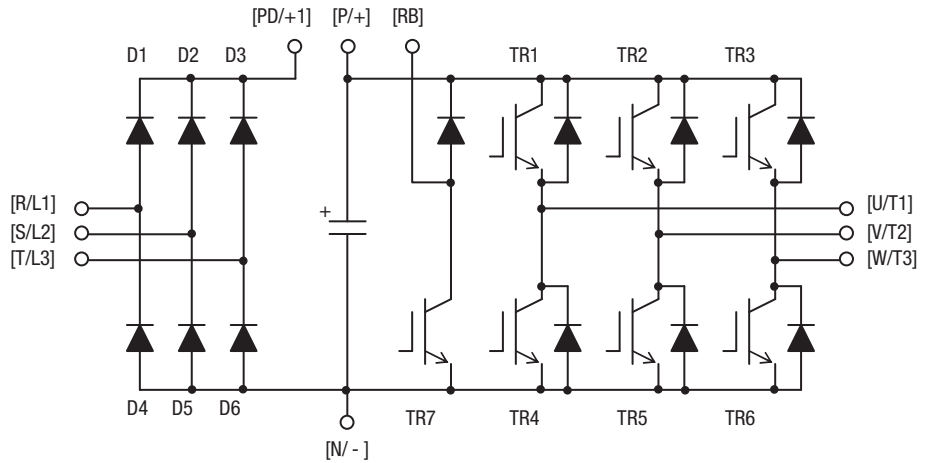 [PD/+1] [P/+] [RB]
D1 D2 D3 TR1 TR2 TR3
[R/L1] [U/T1]
+
[S/L2] [V/T2]
[T/L3] [W/T3]
D4 D5 D6 TR7 TR4 TR5 TR6
[N/ - ]